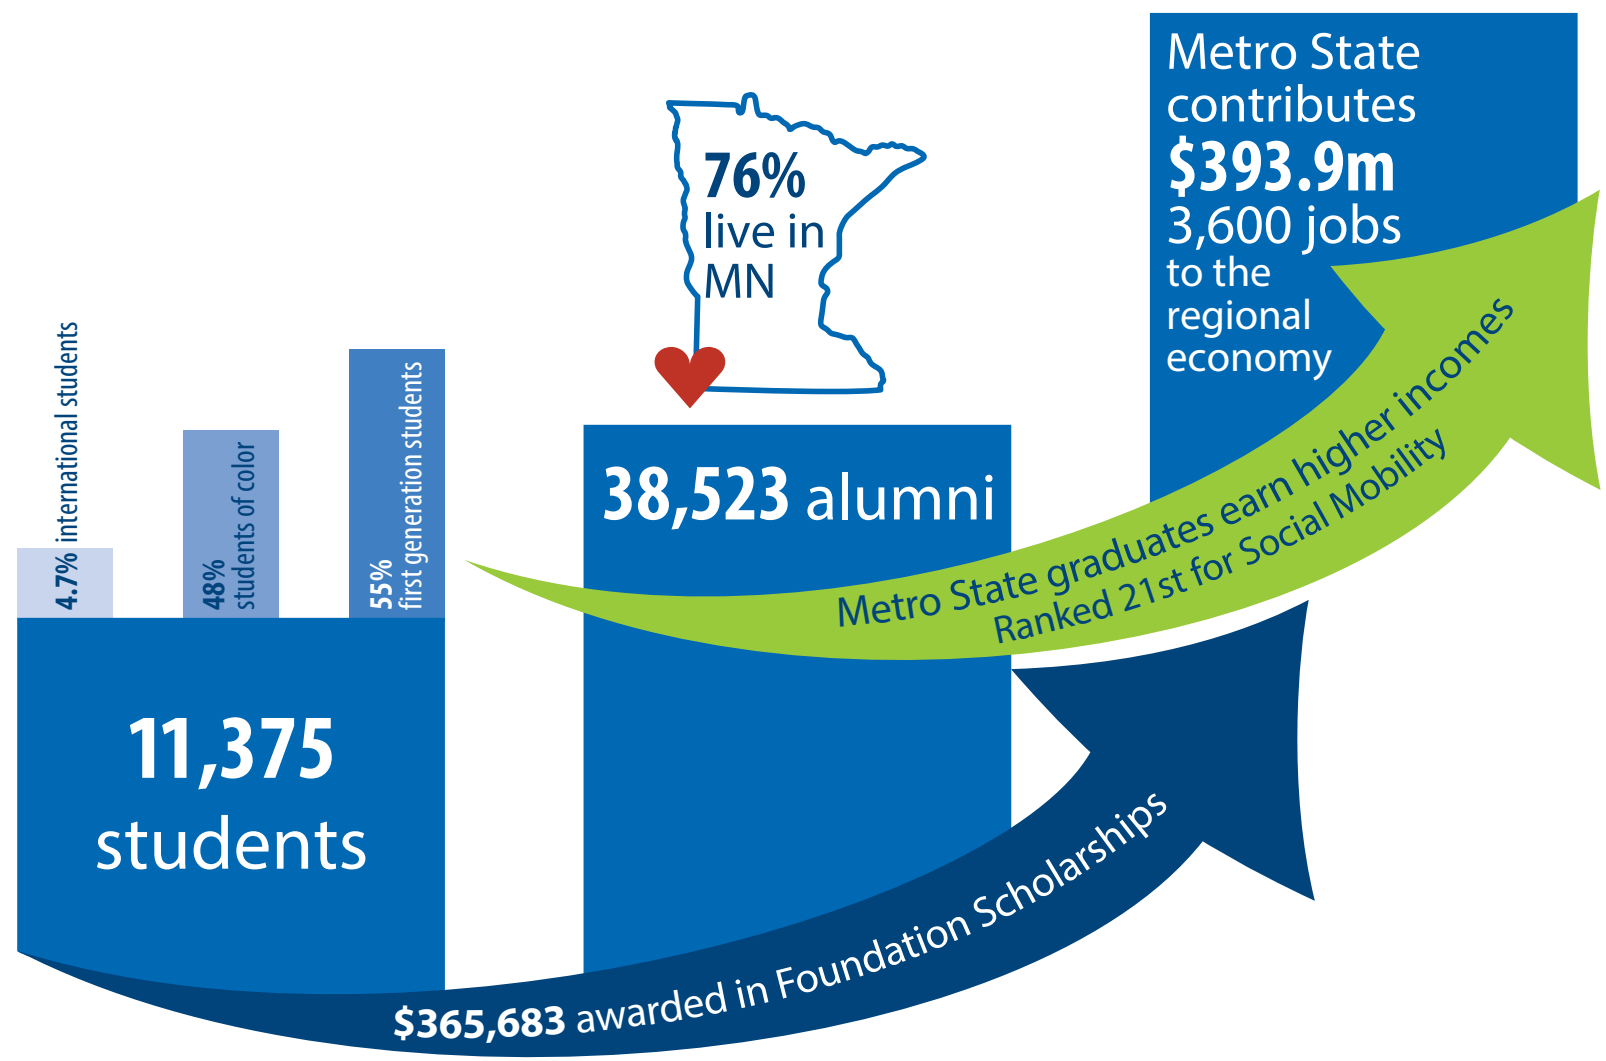 4.7% international students
48%
students of color
55%
first generation students
11,375
students
76%
live in
MN
38,523 alumni
Metro State
contributes
$393.9m
3,600 jobs
to the
regional
economy
Metro State graduates earn higher incomes
Ranked 21st for Social Mobility
$365,683 awarded in Foundation Scholarships